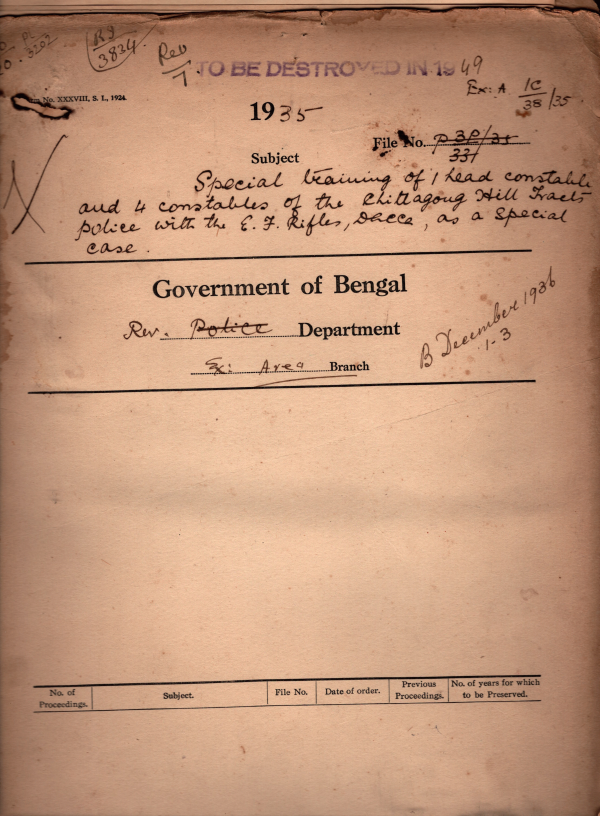 3202
RS
3834.
Rev
7
TO BE DESTROYED IN 1949
No. XXXVIII, S. I., 1924.
Ex: A 1C/38/35
1935
File No. P3P/35
331
Subject
Special training of 1 head constable
and 4 constables of the Chittagong Hill Tracts
police with the E. F. Rifles, Dacca, as a special
case.
Government of Bengal
Rev. Police Department
Ex: Area Branch
B December 1936
1-3
No. of Proceedings.
Subject.
File No.
Date of order.
Previous Proceedings.
No. of years for which to be Preserved.